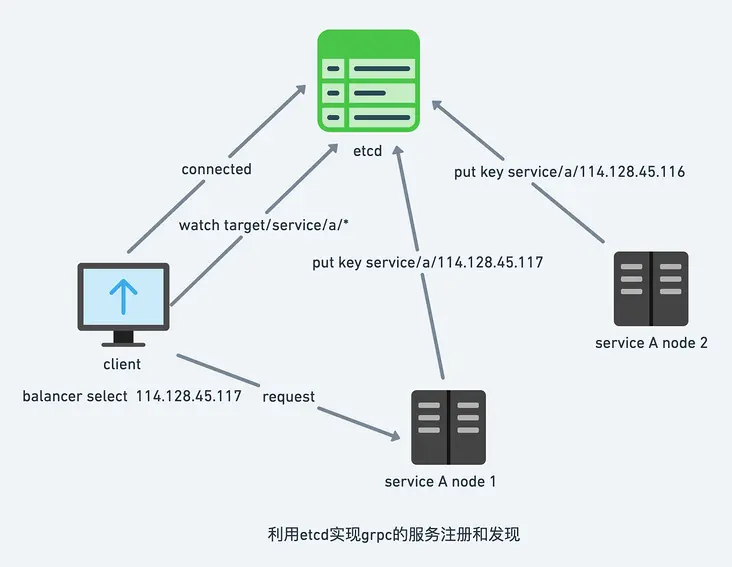 etcd
connected
put key service/a/114.128.45.116
watch target/service/a/*
put key service/a/114.128.45.117
service A node 2
client
balancer select 114.128.45.117
request
service A node 1
利用etcd实现grpc的服务注册和发现